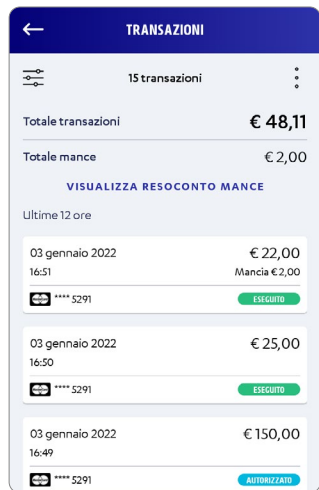 TRANSAZIONI
15 transazioni
Totale transazioni € 48,11
Totale mance € 2,00
VISUALIZZA RESOCONTO MANCE
Ultime 12 ore
03 gennaio 2022 € 22,00
16:51 Mancia € 2,00
**** 5291 ESEGUITO
03 gennaio 2022 € 25,00
16:50
**** 5291 ESEGUITO
03 gennaio 2022 € 150,00
16:49
**** 5291 AUTORIZZATO